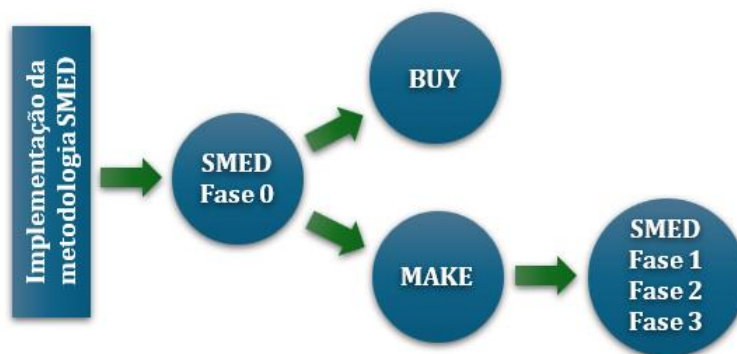 Implementação da
metodologia SMED
SMED
Fase 0
BUY
MAKE
SMED
Fase 1
Fase 2
Fase 3